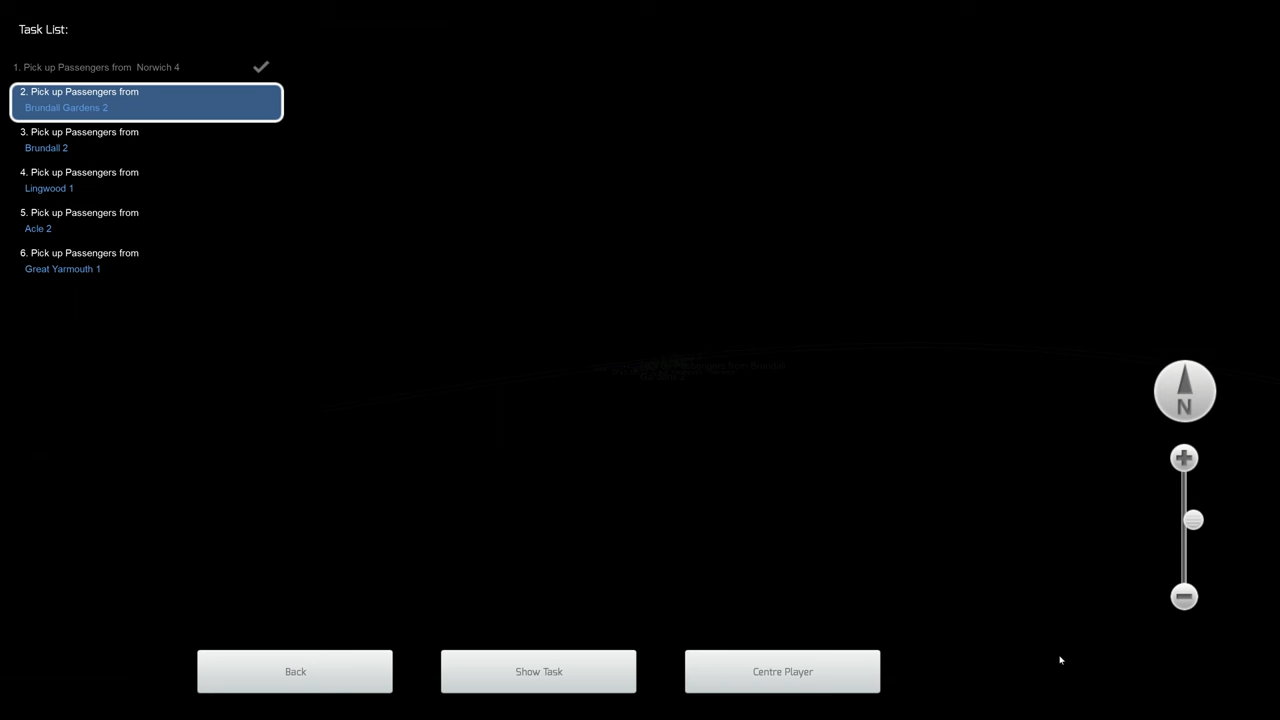 Task List:
1. Pick up Passengers from Norwich 4
2. Pick up Passengers from
Brundall Gardens 2
3. Pick up Passengers from
Brundall 2
4. Pick up Passengers from
Lingwood 1
5. Pick up Passengers from
Acle 2
6. Pick up Passengers from
Great Yarmouth 1
N
Back
Show Task
Centre Player